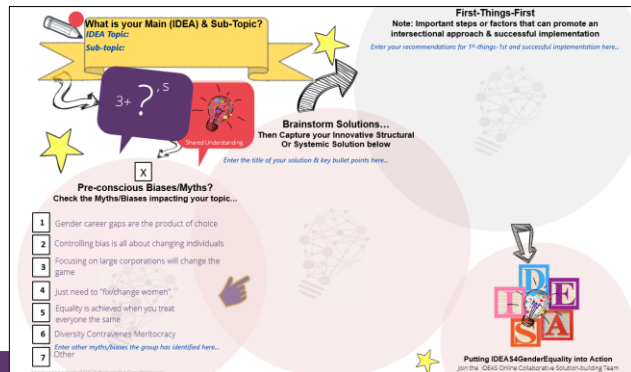 What is your Main (IDEA) & Sub-Topic?
IDEA Topic:
Sub-topic:
3+ ?'s
Shared Understanding
First-Things-First
Note: Important steps or factors that can promote an
intersectional approach & successful implementation
Enter your recommendations for 1st-things-1st and successful implementation here...
Brainstorm Solutions...
Then Capture your Innovative Structural
Or Systemic Solution below
Enter the title of your solution & key bullet points here...
X
Pre-conscious Biases/Myths?
Check the Myths/Biases impacting your topic...
1 Gender career gaps are the product of choice
2 Controlling bias is all about changing individuals
3 Focusing on large corporations will change the
game
4 Just need to "fix/change women"
5 Equality is achieved when you treat
everyone the same
6 Diversity Contravenes Meritocracy
Enter other myths/biases the group has identified here...
7 Other
I D E A S
Putting IDEAS4GenderEquality into Action
Join the IDEAS Online Collaborative Solution-building Team